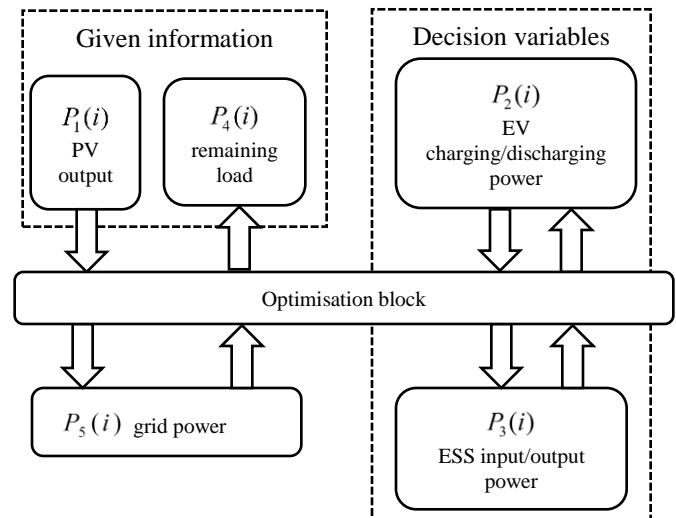 Given information
P₁(i)
PV
output
P₄(i)
remaining
load
Decision variables
P₂(i)
EV
charging/discharging
power
Optimisation block
P₅(i) grid power
P₃(i)
ESS input/output
power